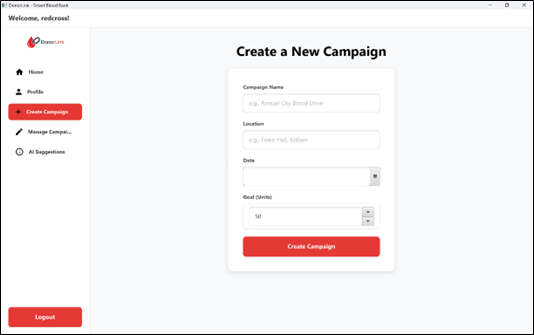 DonorLink - Smart Blood Bank
Welcome, redcross!
DonorLink
Home
Profile
Create Campaign
Manage Campai...
AI Suggestions
Logout
Create a New Campaign
Campaign Name
e.g., Annual City Blood Drive
Location
e.g., Town Hall, Kollam
Date
Goal (Units)
50
Create Campaign